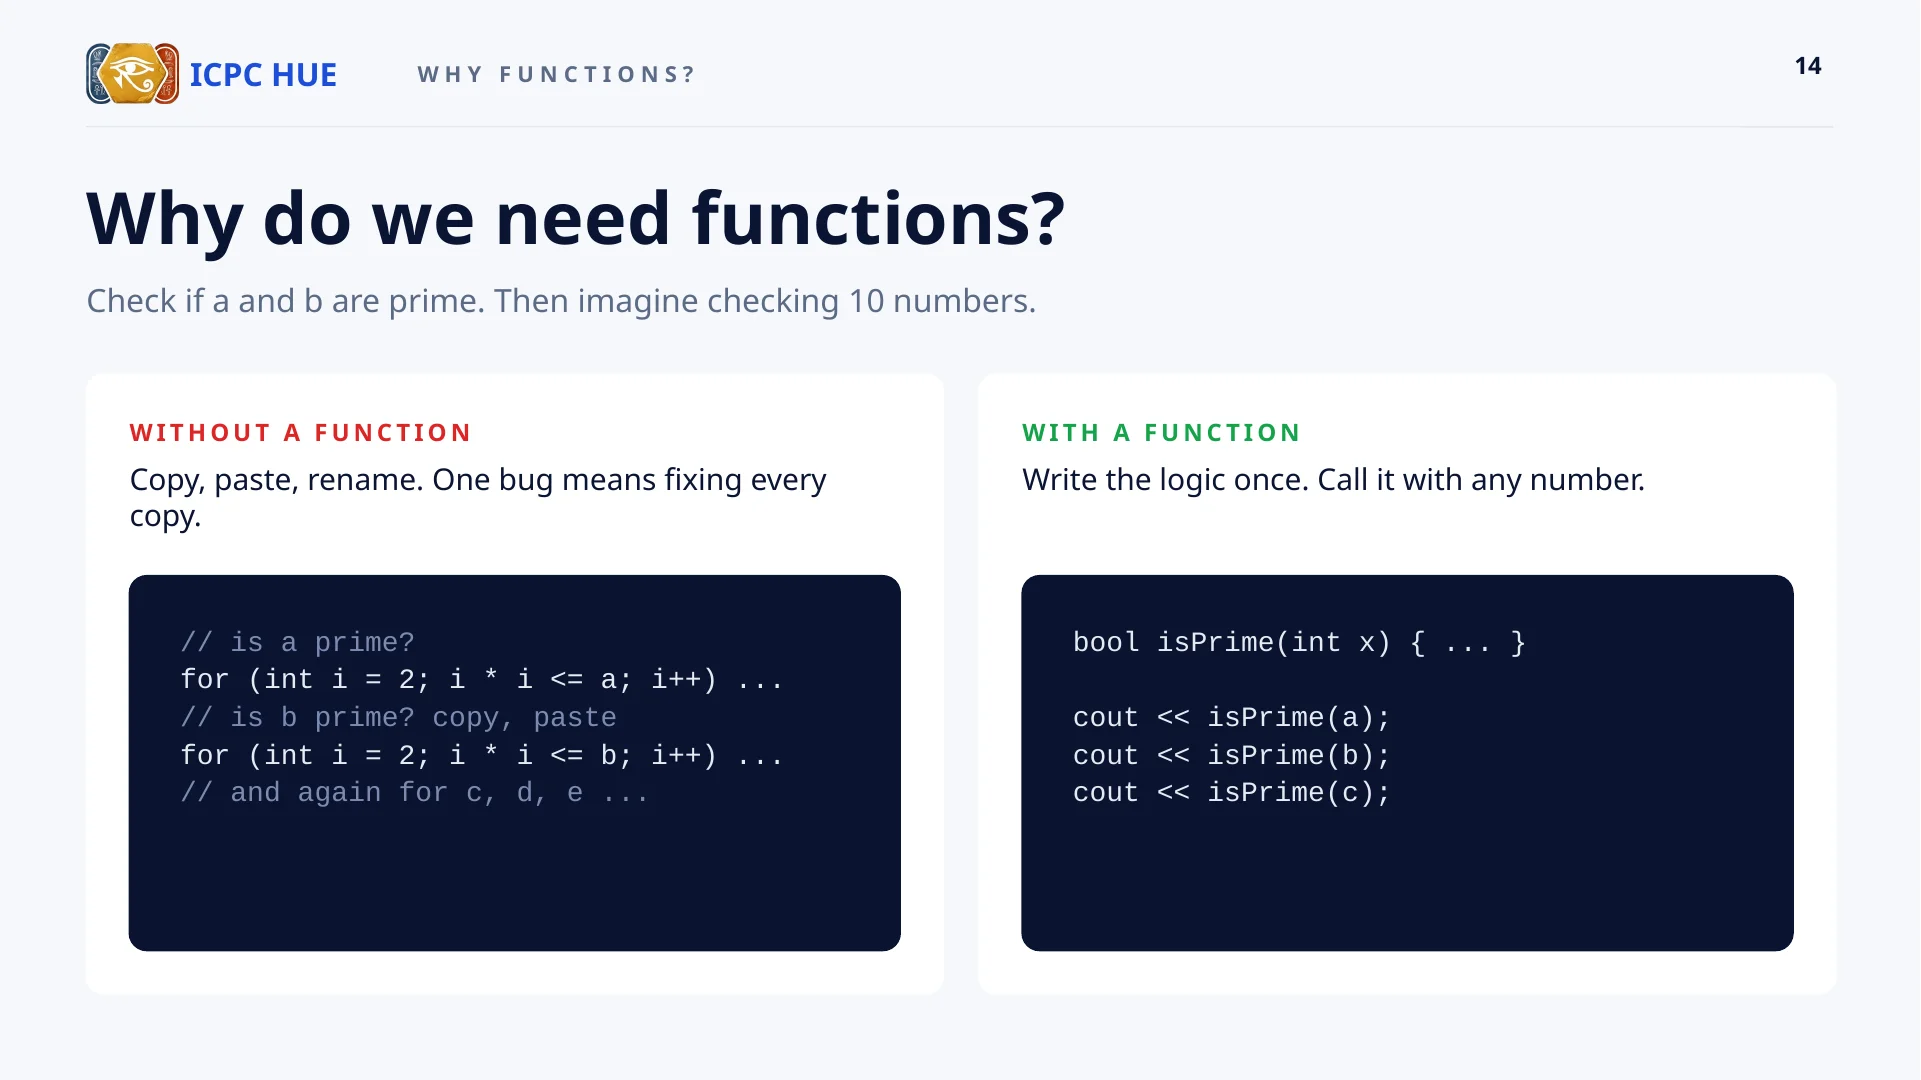 ICPC HUE
WHY FUNCTIONS?
14
Why do we need functions?
Check if a and b are prime. Then imagine checking 10 numbers.
WITHOUT A FUNCTION
Copy, paste, rename. One bug means fixing every
copy.
// is a prime?
for (int i = 2; i * i <= a; i++) ...
// is b prime? copy, paste
for (int i = 2; i * i <= b; i++) ...
// and again for c, d, e ...
WITH A FUNCTION
Write the logic once. Call it with any number.
bool isPrime(int x) { ... }
cout << isPrime(a);
cout << isPrime(b);
cout << isPrime(c);